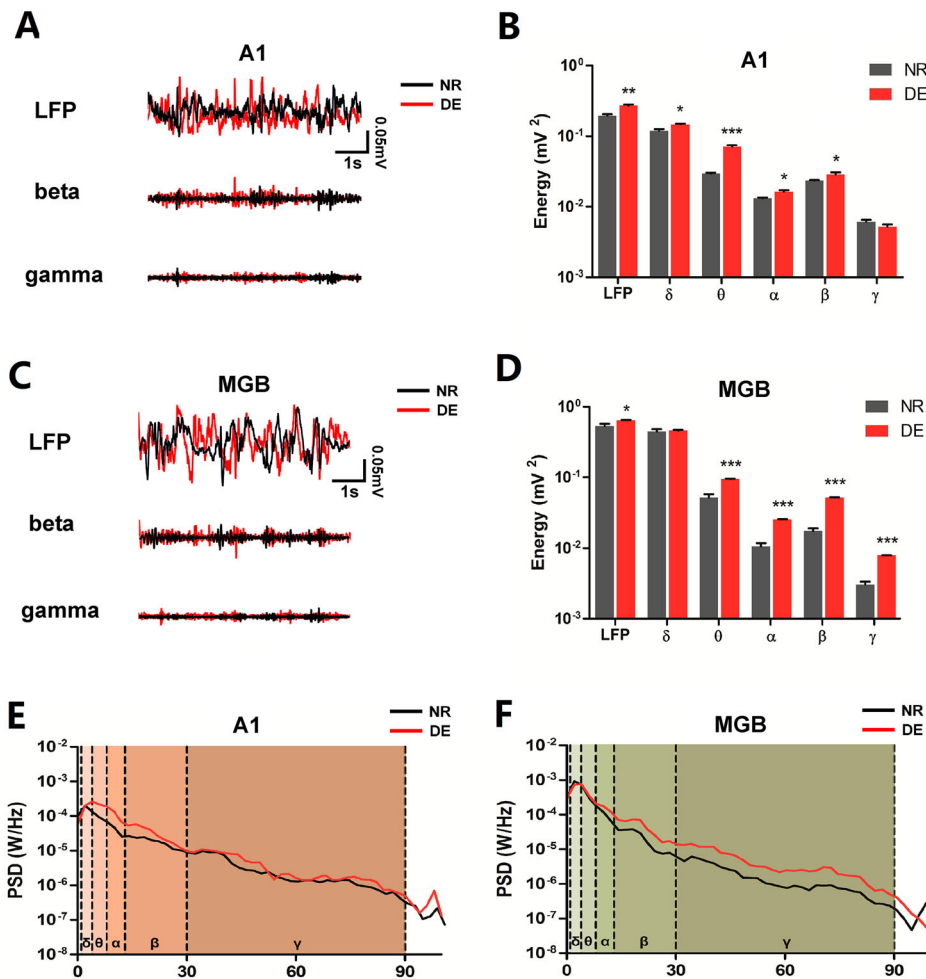 A
A1
LFP
NR
DE
0.05mV
1s
beta
gamma
B
A1
NR
DE
Energy (mV 2)
10^0
10^-1
10^-2
10^-3
** * *** * *
LFP δ θ α β γ
C
MGB
NR
DE
LFP
0.05mV
1s
beta
gamma
D
MGB
NR
DE
Energy (mV 2)
10^0
10^-1
10^-2
10^-3
* *** *** *** ***
LFP δ θ α β γ
E
A1
NR
DE
PSD (W/Hz)
10^-2
10^-3
10^-4
10^-5
10^-6
10^-7
10^-8
δ θ α β γ
0 30 60 90
F
MGB
NR
DE
PSD (W/Hz)
10^-2
10^-3
10^-4
10^-5
10^-6
10^-7
10^-8
δ θ α β γ
0 30 60 90